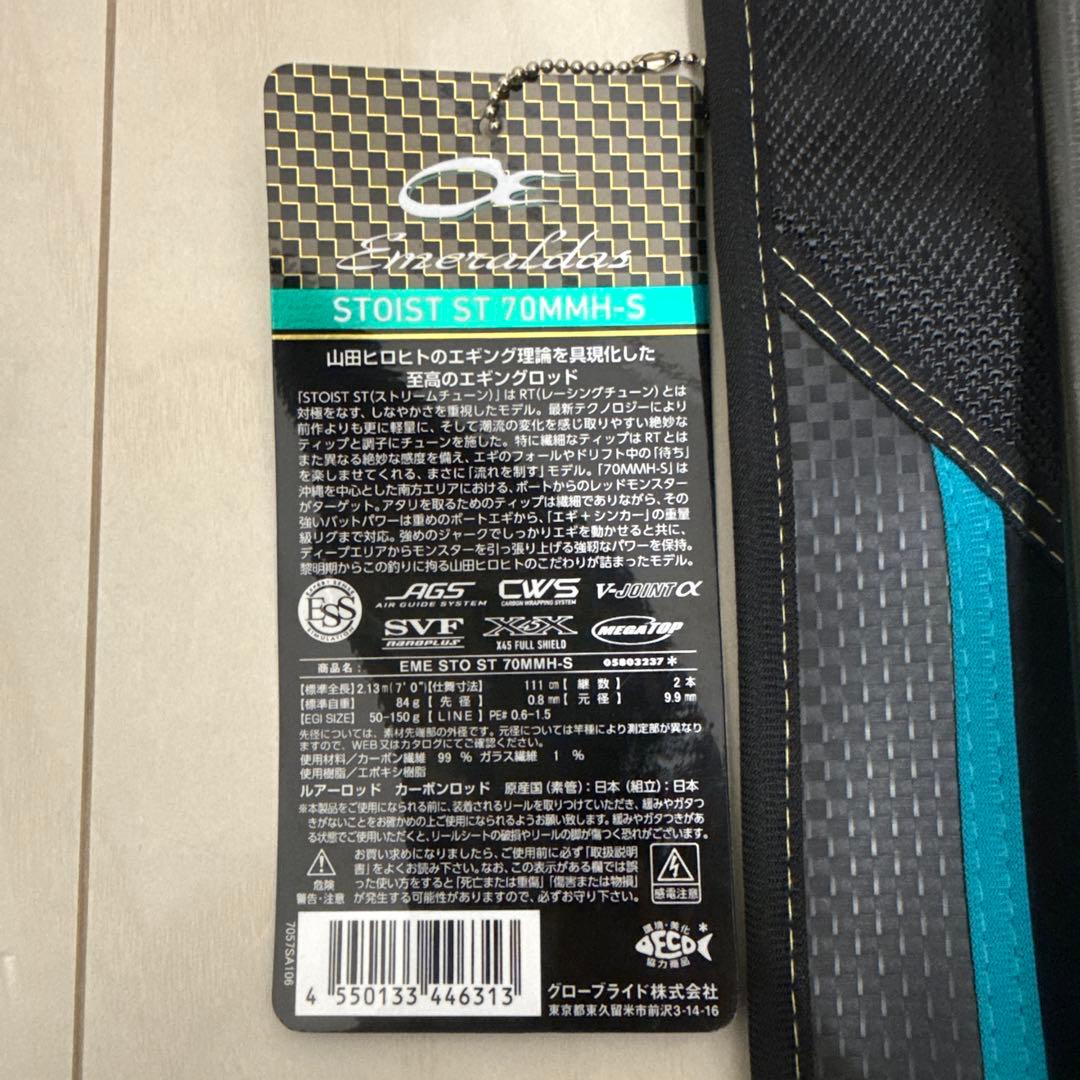 Emeraldas
STOIST ST 70MMH-S
山田ヒロヒトのエギング理論を具現化した
至高のエギングロッド
「STOIST ST(ストリームチューン)」はRT(レーシングチューン)とは
対極をなす、しなやかさを重視したモデル。最新テクノロジーにより
前作よりも更に軽量に、そして潮流の変化を感じ取りやすい絶妙な
ティップと調子にチューンを施した。特に繊細なティップはRTとは
また異なる絶妙な感度を備え、エギのフォールやドリフト中の「待ち」
を楽しませてくれる、まさに「流れを制す」モデル。「70MMH-S」は
沖縄を中心とした南方エリアにおける、ボートからのレッドモンスター
がターゲット。アタリを取るためのティップは繊細でありながら、その
強いバットパワーは重めのボートエギから、「エギ+シンカー」の重量
級リグまで対応。強めのジャークでしっかりエギを動かせると共に、
ディープエリアからモンスターを引っ張り上げる強靭なパワーを保持。
黎明期からこの釣りに拘る山田ヒロヒトのこだわりが詰まったモデル。
EXPERT SENSE ESS SIMULATION
AGS AIR GUIDE SYSTEM
CWS CARBON WRAPPING SYSTEM
V-JOINT α
SVF nanoplus
X45X X45 FULL SHIELD
MEGATOP
商品名: EME STO ST 70MMH-S 05803237*
【標準全長】2.13m(7'0")【仕舞寸法】 111cm【継数】 2本
【標準自重】 84g【先径】 0.8mm【元径】 9.9mm
【EGI SIZE】 50-150g【LINE】PE# 0.6-1.5
先径については、素材先端部の外径です。元径については竿種により測定部が異なり
ますので、WEB又はカタログにてご確認ください。
使用材料/カーボン繊維 99 % ガラス繊維 1 %
使用樹脂/エポキシ樹脂
ルアーロッド カーボンロッド 原産国(素管):日本(組立):日本
※本製品をご使用になられる前に、装着されるリールを取りつけていただき、緩みやガタつ
きがないことをお確かめの上ご使用になられるようお願い致します。緩みやガタつきがあ
る状態でご使用いただくと、リールシートの破損やリールの脚が傷つく恐れがございます。
危険
警告・注意
お買い求めになりましたら、ご使用前に必ず「取扱説明
書」をよくお読み下さい。なお、この表示がある欄では誤
った使い方をすると「死亡または重傷」「傷害または物損」
が発生する可能性がありますので、必ずお守り下さい。
感電注意
7057SA106
4 550133 446313
環境・美化
ECO
協力商品
*
グローブライド株式会社
東京都東久留米市前沢3-14-16